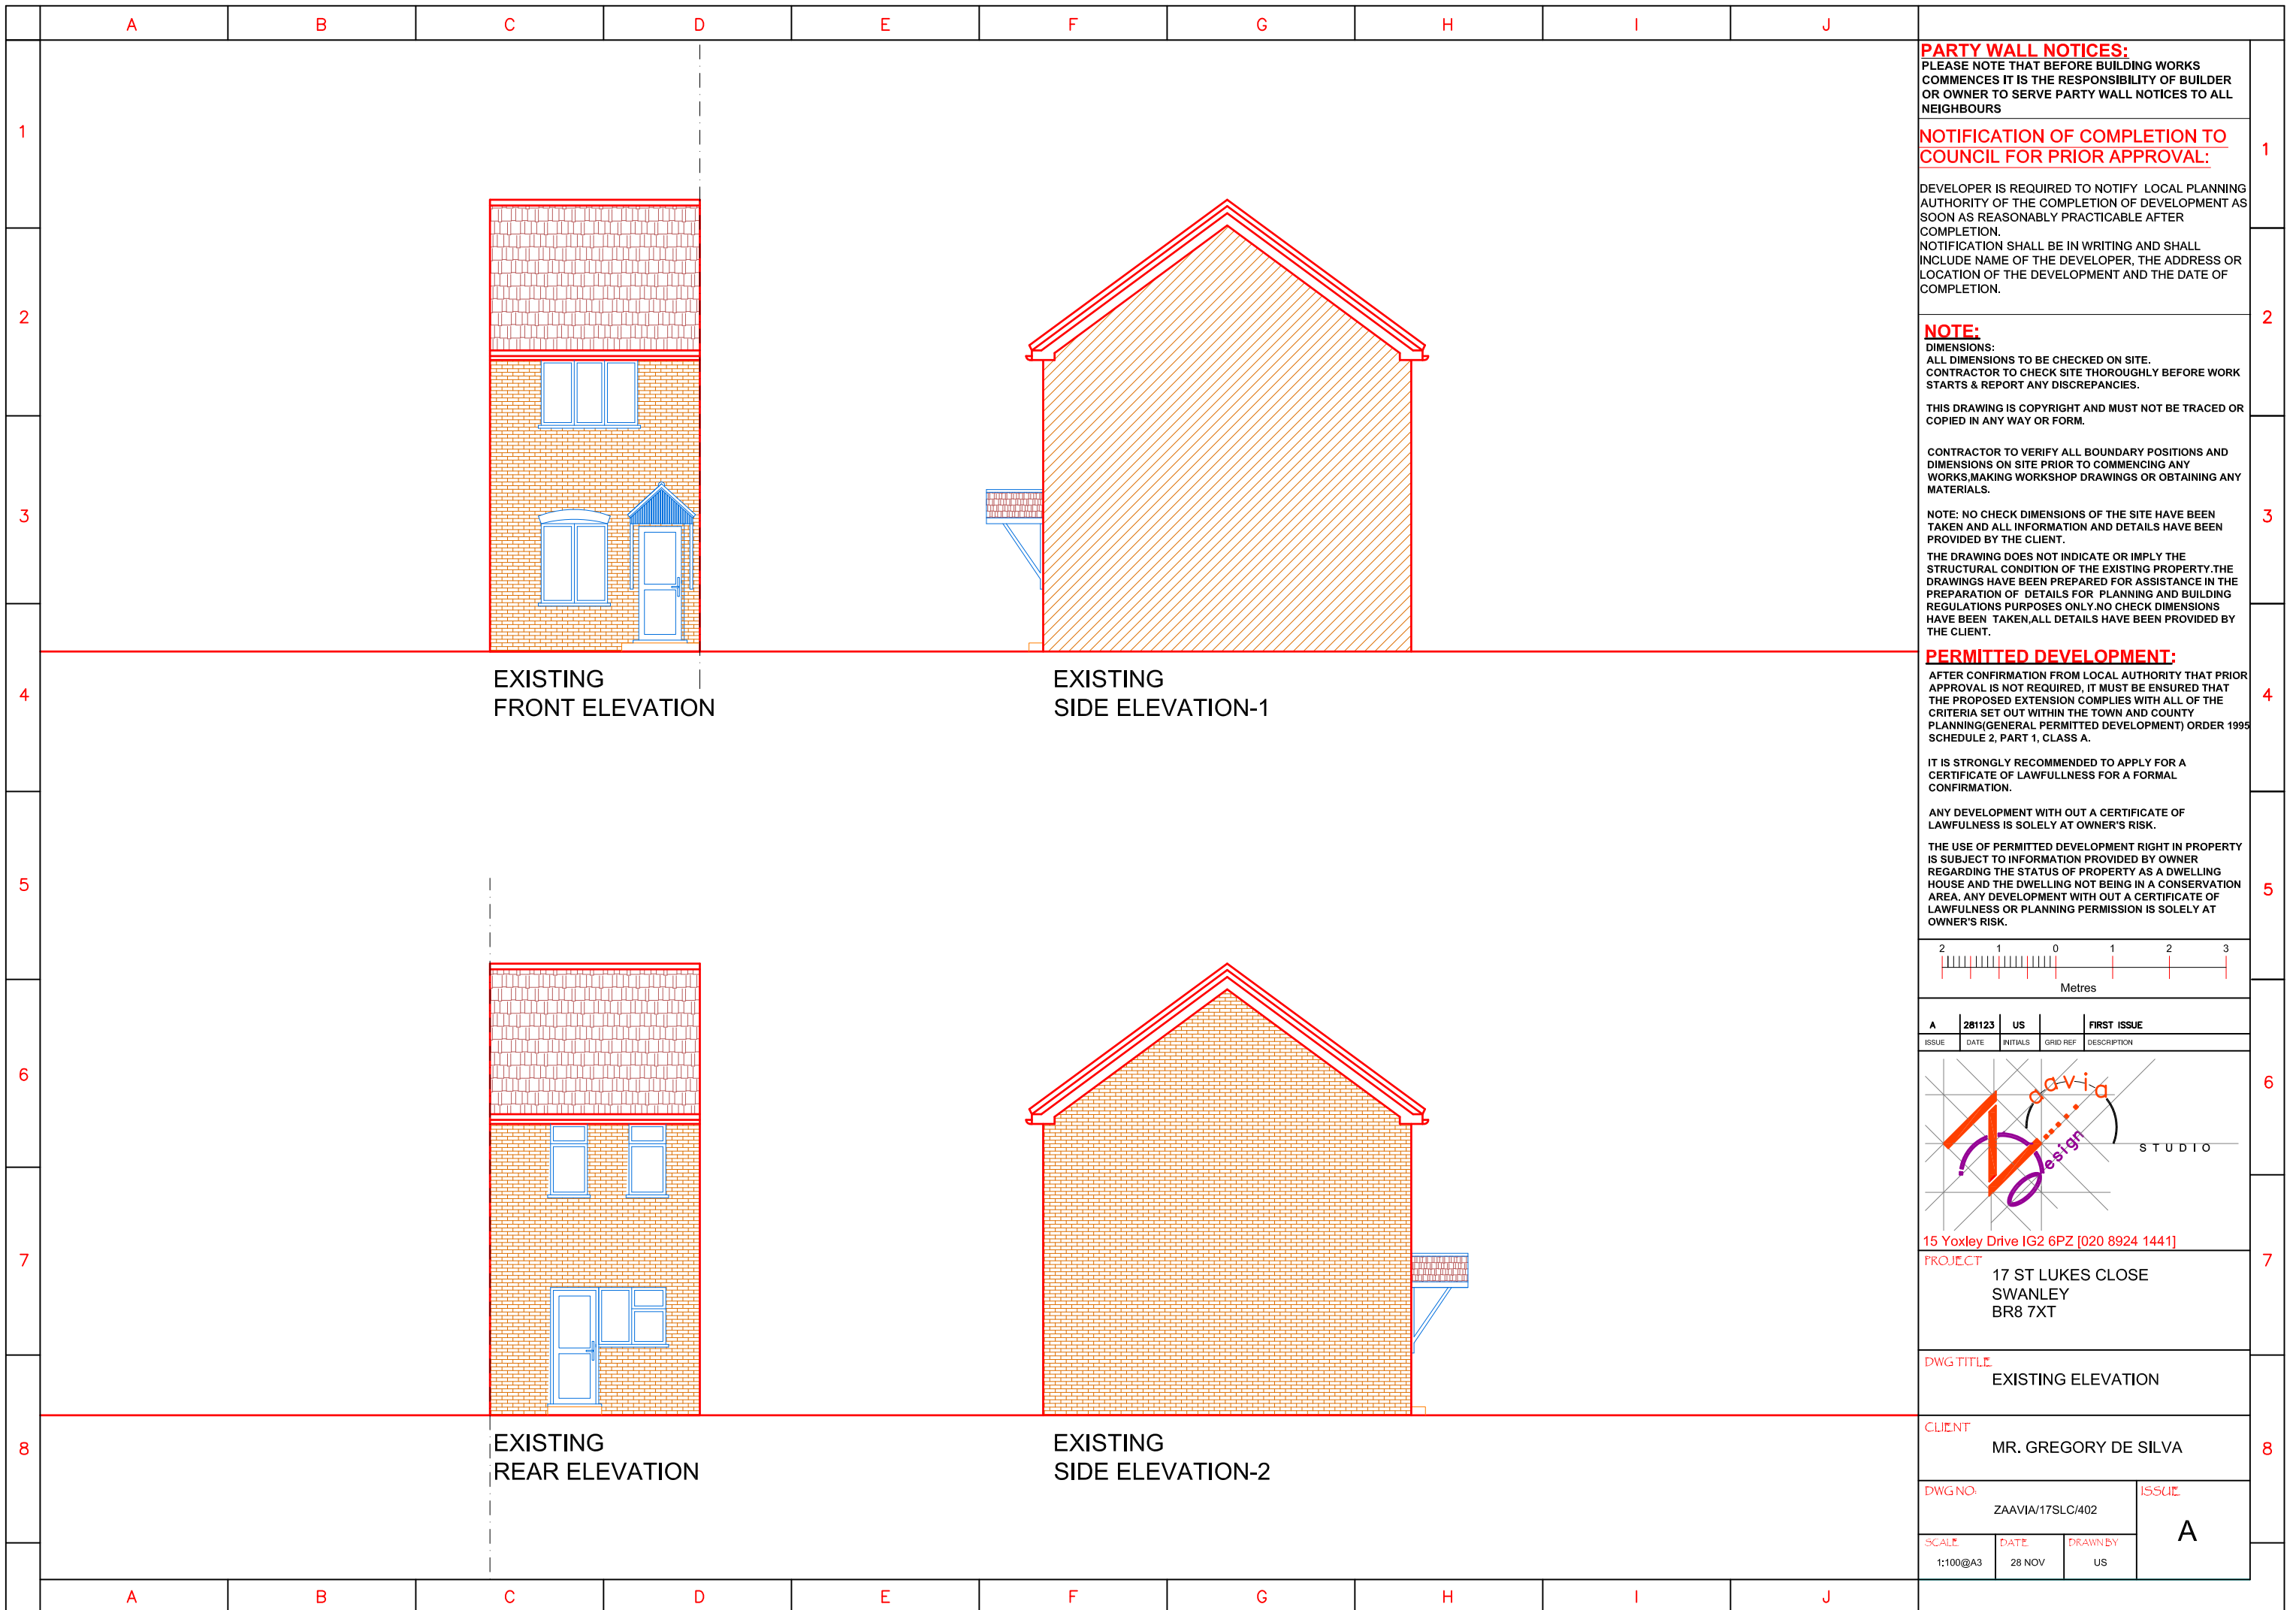 A B C D E F G H I J
1
2
3
4
5
6
7
8
EXISTING
FRONT ELEVATION
EXISTING
SIDE ELEVATION-1
EXISTING
REAR ELEVATION
EXISTING
SIDE ELEVATION-2
A B C D E F G H I J
PARTY WALL NOTICES:
PLEASE NOTE THAT BEFORE BUILDING WORKS
COMMENCES IT IS THE RESPONSIBILITY OF BUILDER
OR OWNER TO SERVE PARTY WALL NOTICES TO ALL
NEIGHBOURS
NOTIFICATION OF COMPLETION TO
COUNCIL FOR PRIOR APPROVAL:
DEVELOPER IS REQUIRED TO NOTIFY LOCAL PLANNING
AUTHORITY OF THE COMPLETION OF DEVELOPMENT AS
SOON AS REASONABLY PRACTICABLE AFTER
COMPLETION.
NOTIFICATION SHALL BE IN WRITING AND SHALL
INCLUDE NAME OF THE DEVELOPER, THE ADDRESS OR
LOCATION OF THE DEVELOPMENT AND THE DATE OF
COMPLETION.
NOTE:
DIMENSIONS:
ALL DIMENSIONS TO BE CHECKED ON SITE.
CONTRACTOR TO CHECK SITE THOROUGHLY BEFORE WORK
STARTS & REPORT ANY DISCREPANCIES.
THIS DRAWING IS COPYRIGHT AND MUST NOT BE TRACED OR
COPIED IN ANY WAY OR FORM.
CONTRACTOR TO VERIFY ALL BOUNDARY POSITIONS AND
DIMENSIONS ON SITE PRIOR TO COMMENCING ANY
WORKS,MAKING WORKSHOP DRAWINGS OR OBTAINING ANY
MATERIALS.
NOTE: NO CHECK DIMENSIONS OF THE SITE HAVE BEEN
TAKEN AND ALL INFORMATION AND DETAILS HAVE BEEN
PROVIDED BY THE CLIENT.
THE DRAWING DOES NOT INDICATE OR IMPLY THE
STRUCTURAL CONDITION OF THE EXISTING PROPERTY.THE
DRAWINGS HAVE BEEN PREPARED FOR ASSISTANCE IN THE
PREPARATION OF DETAILS FOR PLANNING AND BUILDING
REGULATIONS PURPOSES ONLY.NO CHECK DIMENSIONS
HAVE BEEN TAKEN,ALL DETAILS HAVE BEEN PROVIDED BY
THE CLIENT.
PERMITTED DEVELOPMENT:
AFTER CONFIRMATION FROM LOCAL AUTHORITY THAT PRIOR
APPROVAL IS NOT REQUIRED, IT MUST BE ENSURED THAT
THE PROPOSED EXTENSION COMPLIES WITH ALL OF THE
CRITERIA SET OUT WITHIN THE TOWN AND COUNTY
PLANNING(GENERAL PERMITTED DEVELOPMENT) ORDER 1995
SCHEDULE 2, PART 1, CLASS A.
IT IS STRONGLY RECOMMENDED TO APPLY FOR A
CERTIFICATE OF LAWFULLNESS FOR A FORMAL
CONFIRMATION.
ANY DEVELOPMENT WITH OUT A CERTIFICATE OF
LAWFULNESS IS SOLELY AT OWNER'S RISK.
THE USE OF PERMITTED DEVELOPMENT RIGHT IN PROPERTY
IS SUBJECT TO INFORMATION PROVIDED BY OWNER
REGARDING THE STATUS OF PROPERTY AS A DWELLING
HOUSE AND THE DWELLING NOT BEING IN A CONSERVATION
AREA. ANY DEVELOPMENT WITH OUT A CERTIFICATE OF
LAWFULNESS OR PLANNING PERMISSION IS SOLELY AT
OWNER'S RISK.
2 1 0 1 2 3
Metres
A 281123 US FIRST ISSUE
ISSUE DATE INITIALS GRID REF DESCRIPTION
Zaavia
Design
STUDIO
15 Yoxley Drive IG2 6PZ [020 8924 1441]
PROJECT
17 ST LUKES CLOSE
SWANLEY
BR8 7XT
DWG TITLE
EXISTING ELEVATION
CLIENT
MR. GREGORY DE SILVA
DWG NO:
ZAAVIA/17SLC/402
ISSUE
A
SCALE DATE DRAWN BY
1:100@A3 28 NOV US
1
2
3
4
5
6
7
8